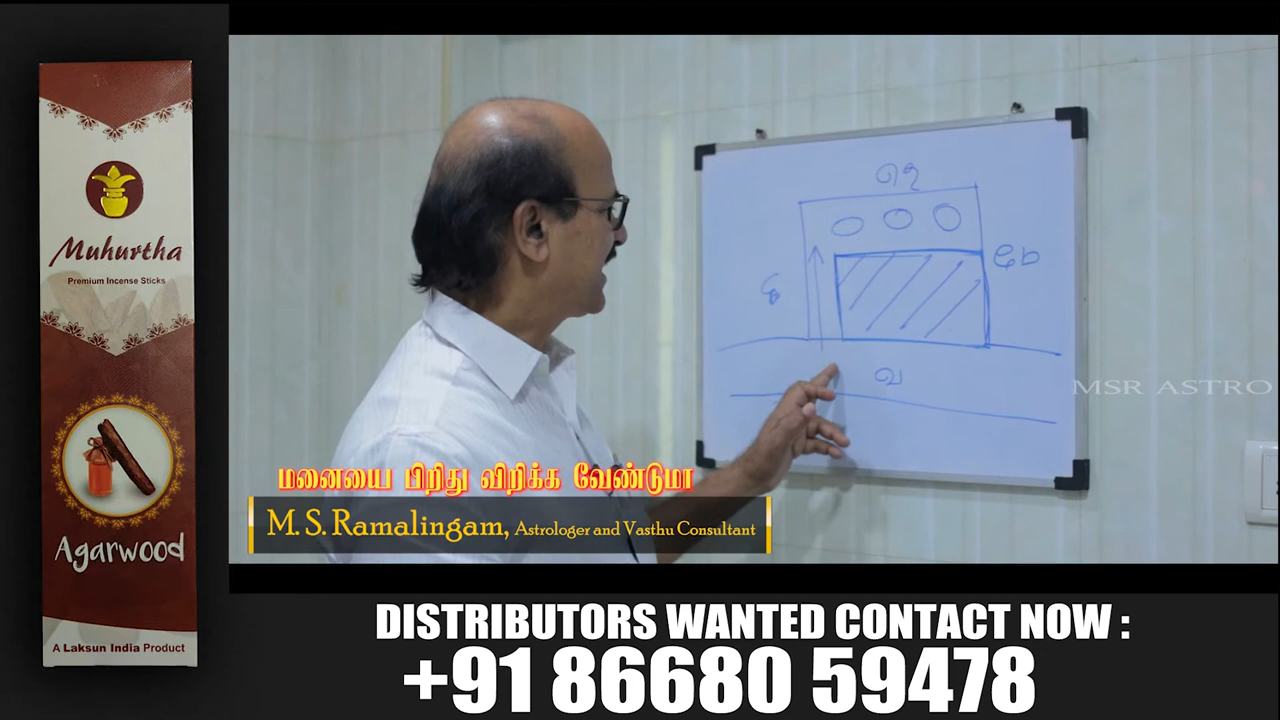 Muhurtha
Premium Incense Sticks
Agarwood
A Laksun India Product
தெ
கி
மே
வ
MSR ASTRO
மனையை பிரிது விறிக்க வேண்டுமா
M. S. Ramalingam, Astrologer and Vasthu Consultant
DISTRIBUTORS WANTED CONTACT NOW :
+91 86680 59478